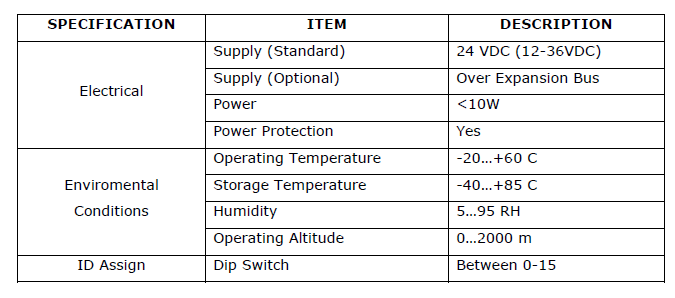 SPECIFICATION ITEM DESCRIPTION
Electrical
Supply (Standard) 24 VDC (12-36VDC)
Supply (Optional) Over Expansion Bus
Power <10W
Power Protection Yes
Enviromental
Conditions
Operating Temperature -20…+60 C
Storage Temperature -40…+85 C
Humidity 5…95 RH
Operating Altitude 0…2000 m
ID Assign Dip Switch Between 0-15